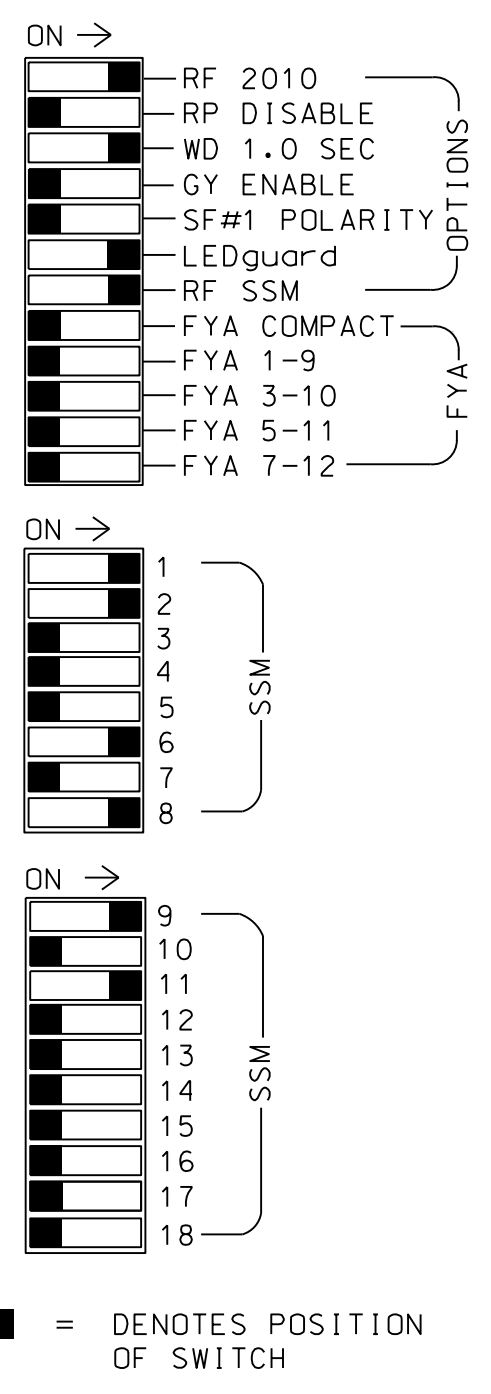 ON →
RF 2010
RP DISABLE
WD 1.0 SEC
GY ENABLE
SF#1 POLARITY
LEDguard
RF SSM
OPTIONS
FYA COMPACT
FYA 1-9
FYA 3-10
FYA 5-11
FYA 7-12
FYA
ON →
1
2
3
4
5
6
7
8
SSM
ON →
9
10
11
12
13
14
15
16
17
18
SSM
= DENOTES POSITION
OF SWITCH